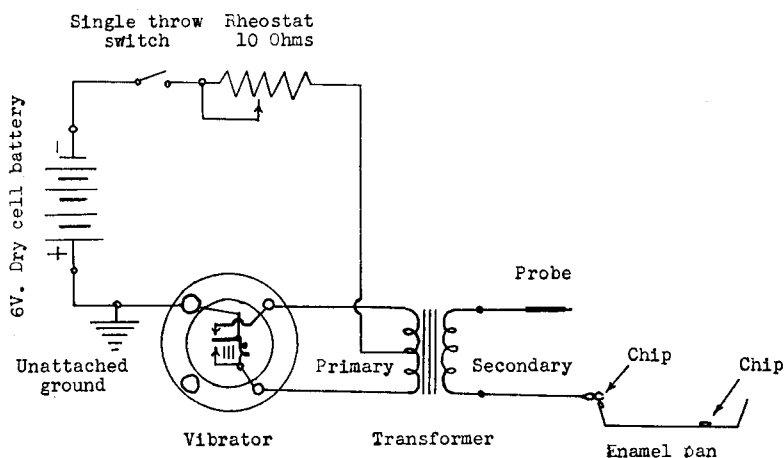 Single throw
switch
Rheostat
10 Ohms
6V. Dry cell battery
Unattached
ground
Vibrator
Primary
Transformer
Secondary
Probe
Chip
Chip
Enamel pan